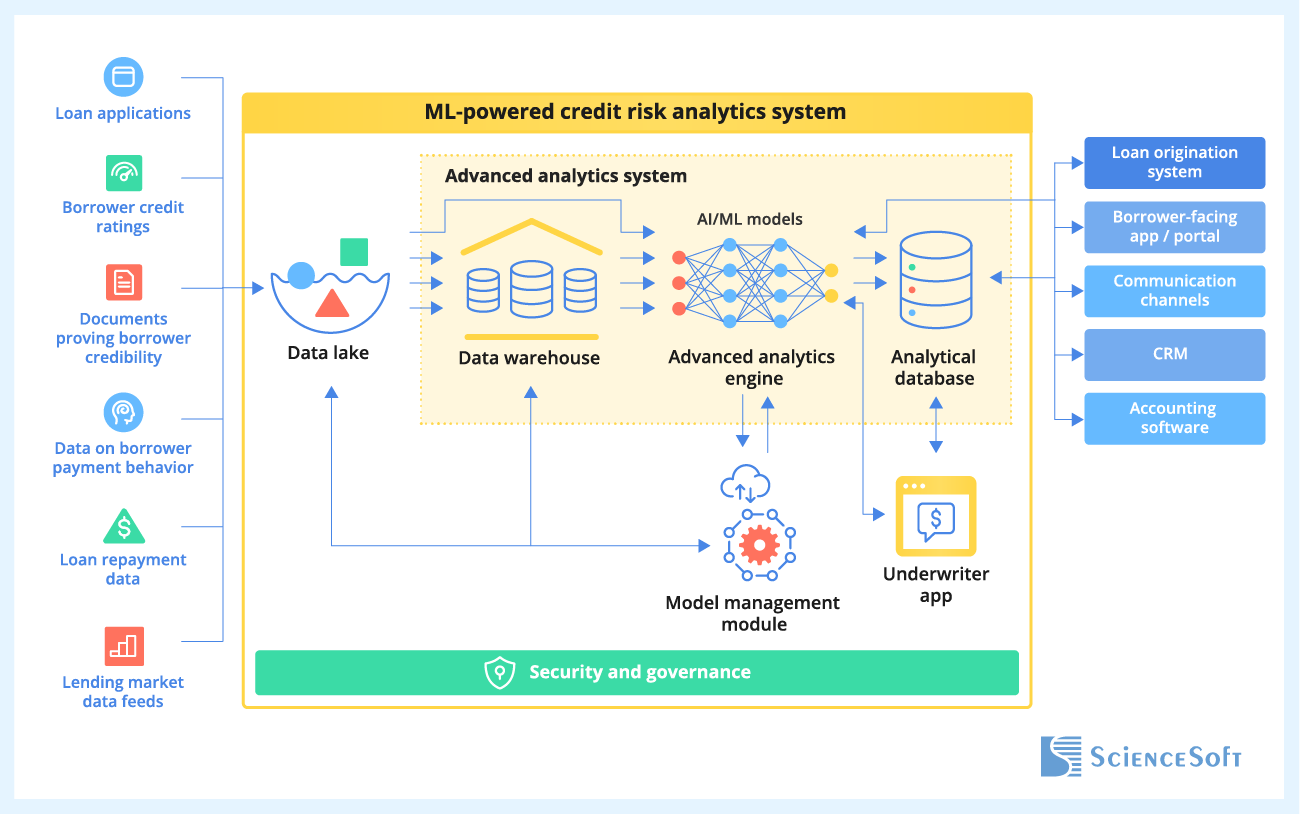 ML-powered credit risk analytics system
Loan applications
Borrower credit
ratings
Documents
proving borrower
credibility
Data on borrower
payment behavior
$
Loan repayment
data
Lending market
data feeds
Data lake
Advanced analytics system
Data warehouse
AI/ML models
Advanced analytics
engine
Analytical
database
Model management
module
$
Underwriter
app
Security and governance
Loan origination
system
Borrower-facing
app / portal
Communication
channels
CRM
Accounting
software
ScienceSoft